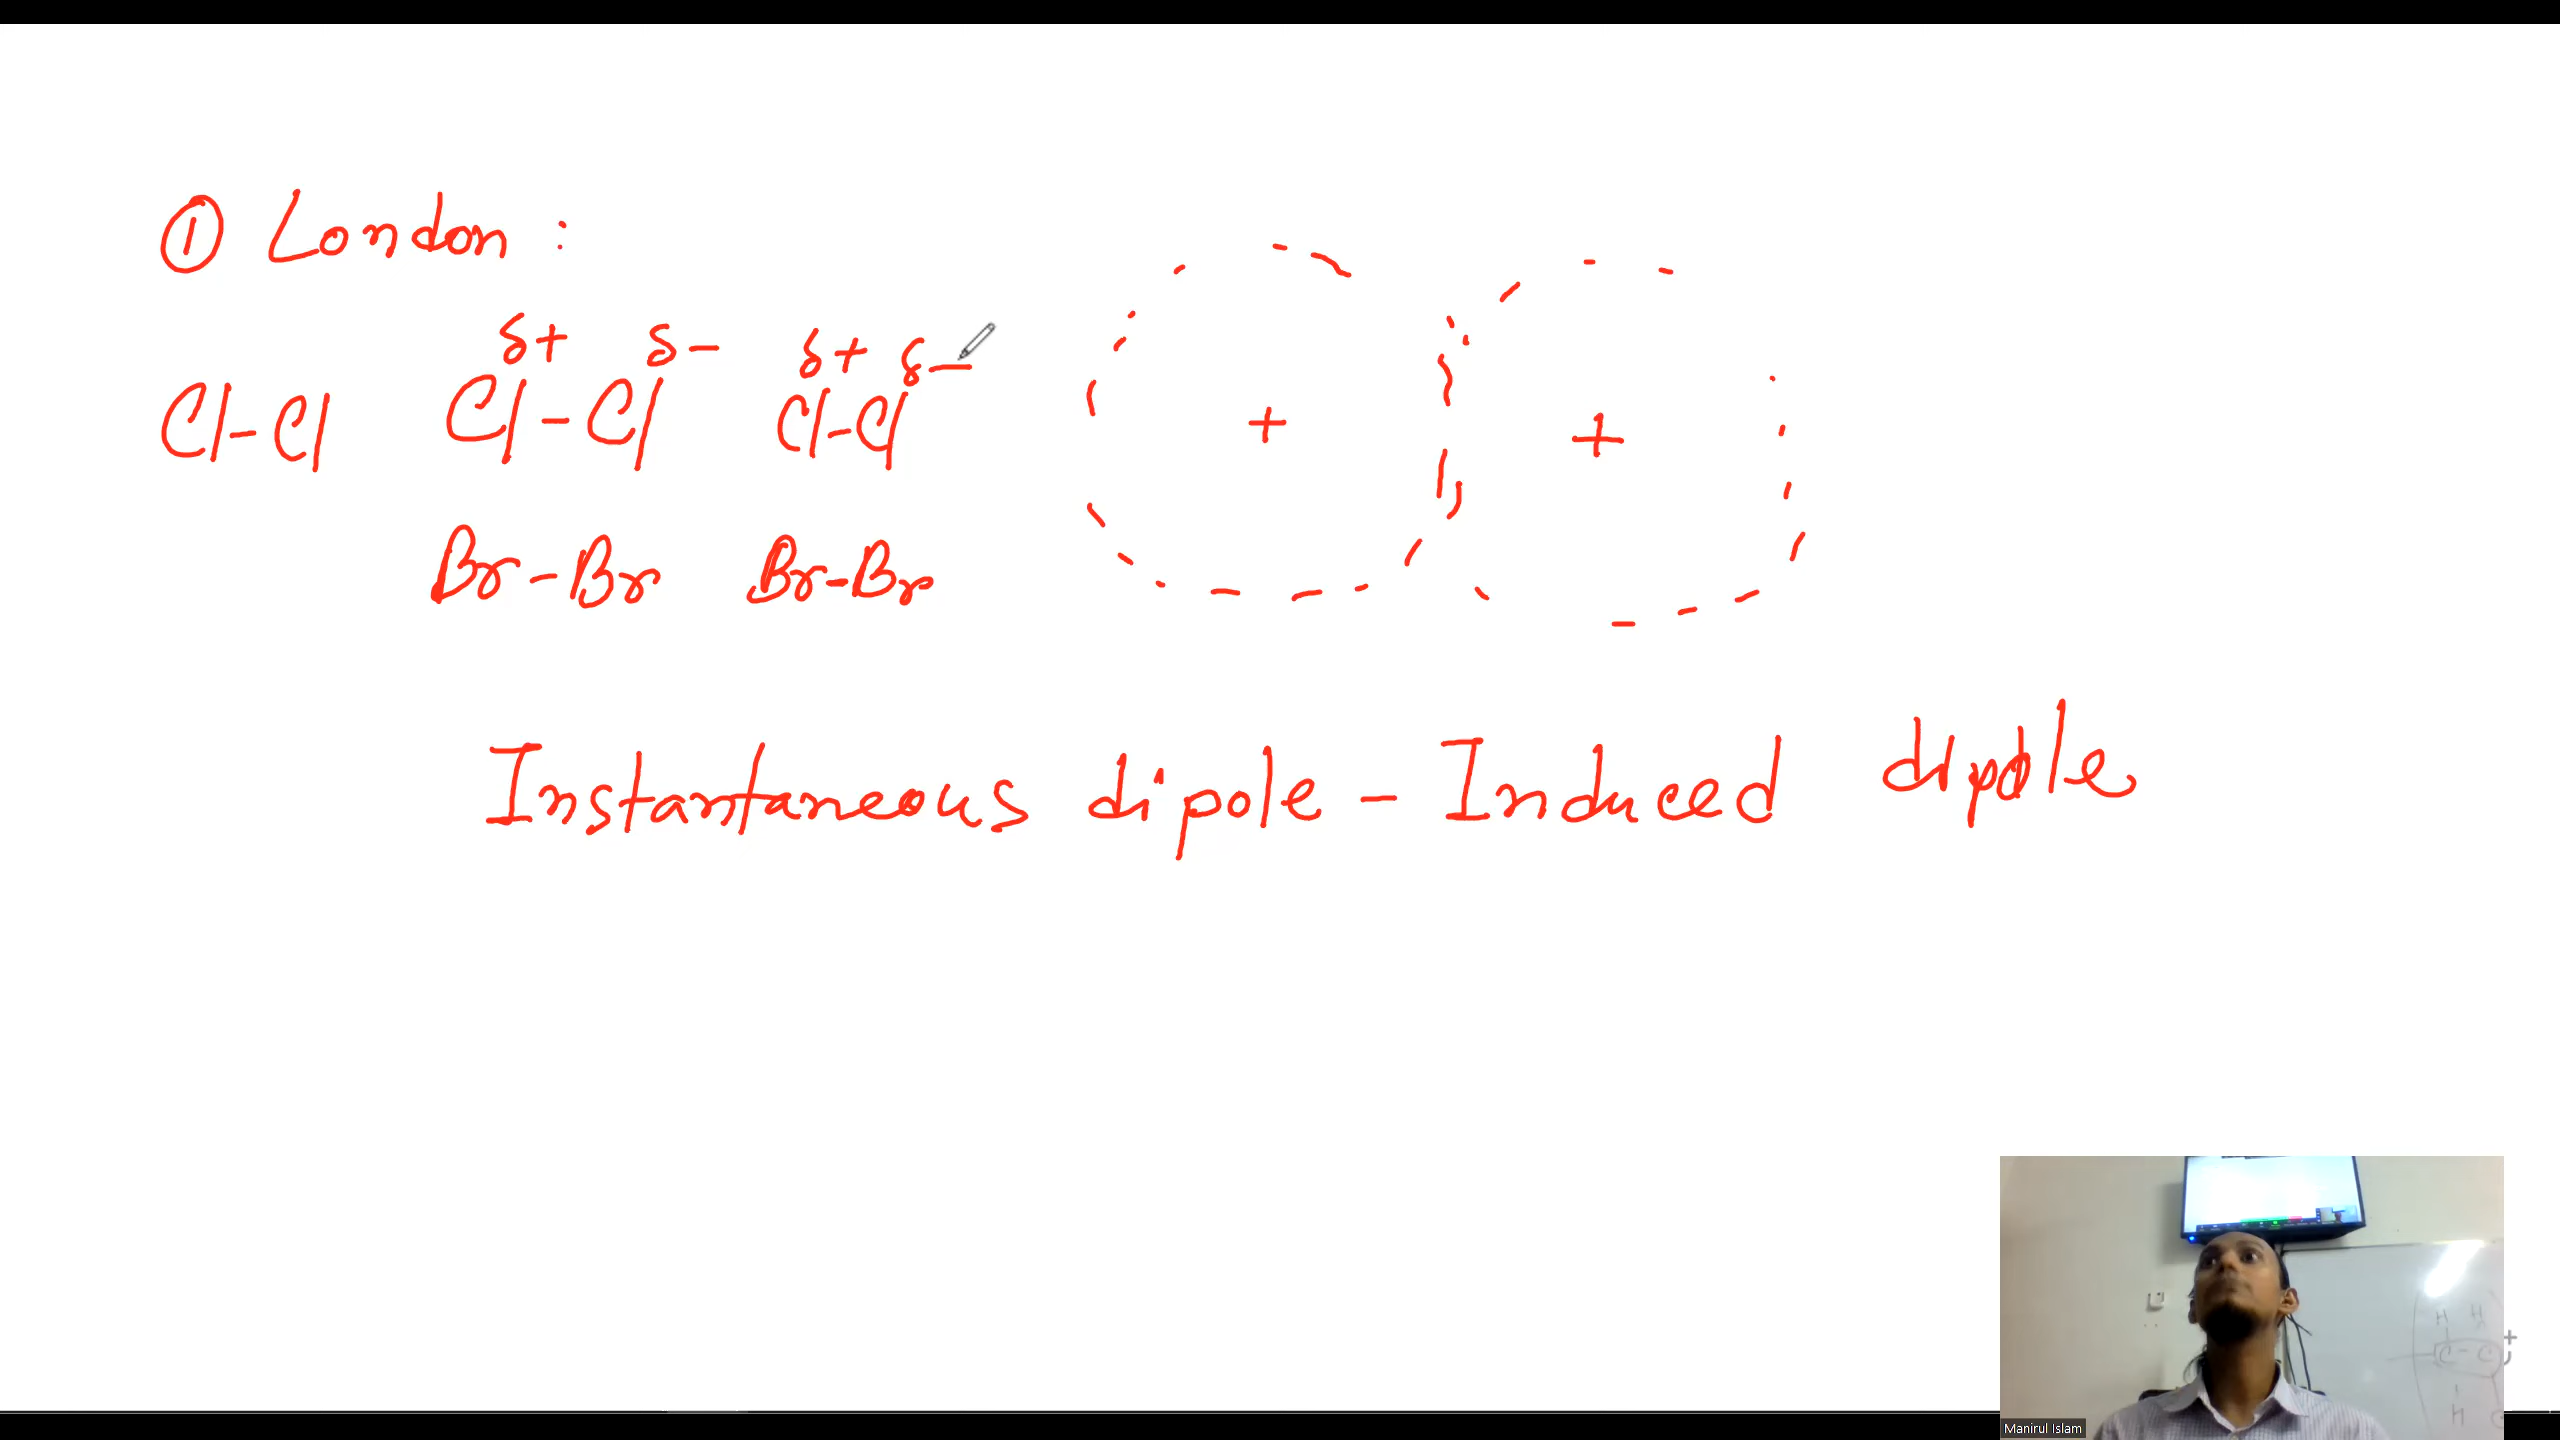 ① London :
δ+ δ- δ+ δ-
Cl-Cl Cl-Cl Cl-Cl
Br-Br Br-Br
+ +
Instantaneous dipole - Induced dipole
H H
C - C
H
Manirul Islam